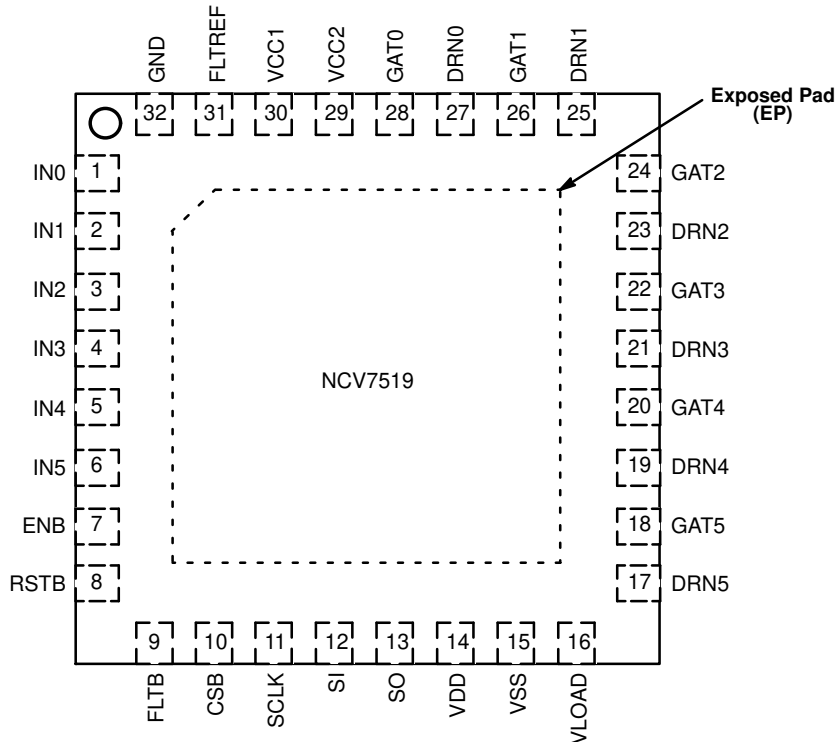 GND
FLTREF
VCC1
VCC2
GAT0
DRN0
GAT1
DRN1
Exposed Pad
(EP)
32 31 30 29 28 27 26 25
IN0 1
24 GAT2
IN1 2
23 DRN2
IN2 3
22 GAT3
IN3 4
21 DRN3
NCV7519
IN4 5
20 GAT4
IN5 6
19 DRN4
ENB 7
18 GAT5
RSTB 8
17 DRN5
9 10 11 12 13 14 15 16
FLTB
CSB
SCLK
SI
SO
VDD
VSS
VLOAD